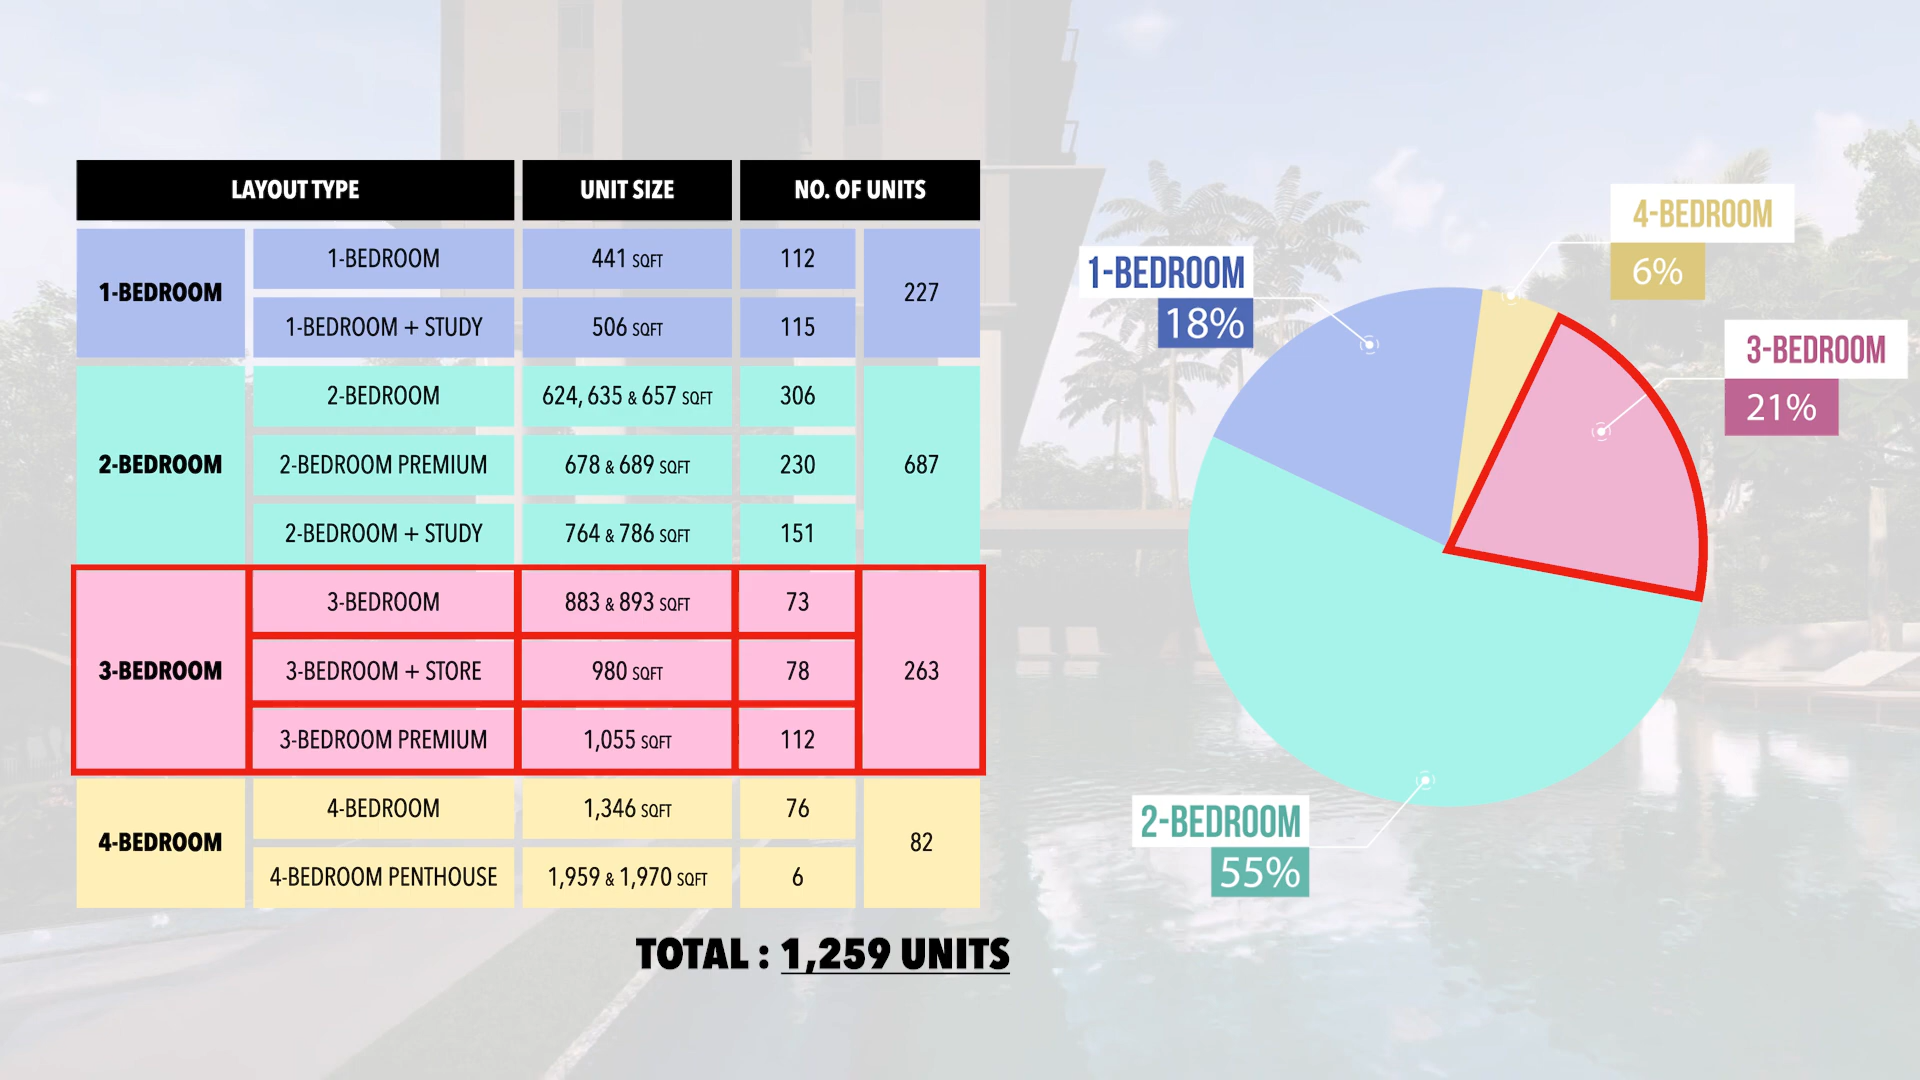 LAYOUT TYPE UNIT SIZE NO. OF UNITS
1-BEDROOM
1-BEDROOM 441 SQFT 112
1-BEDROOM + STUDY 506 SQFT 115
227
2-BEDROOM
2-BEDROOM 624, 635 & 657 SQFT 306
2-BEDROOM PREMIUM 678 & 689 SQFT 230
2-BEDROOM + STUDY 764 & 786 SQFT 151
687
3-BEDROOM
3-BEDROOM 883 & 893 SQFT 73
3-BEDROOM + STORE 980 SQFT 78
3-BEDROOM PREMIUM 1,055 SQFT 112
263
4-BEDROOM
4-BEDROOM 1,346 SQFT 76
4-BEDROOM PENTHOUSE 1,959 & 1,970 SQFT 6
82
TOTAL : 1,259 UNITS
1-BEDROOM
18%
4-BEDROOM
6%
3-BEDROOM
21%
2-BEDROOM
55%